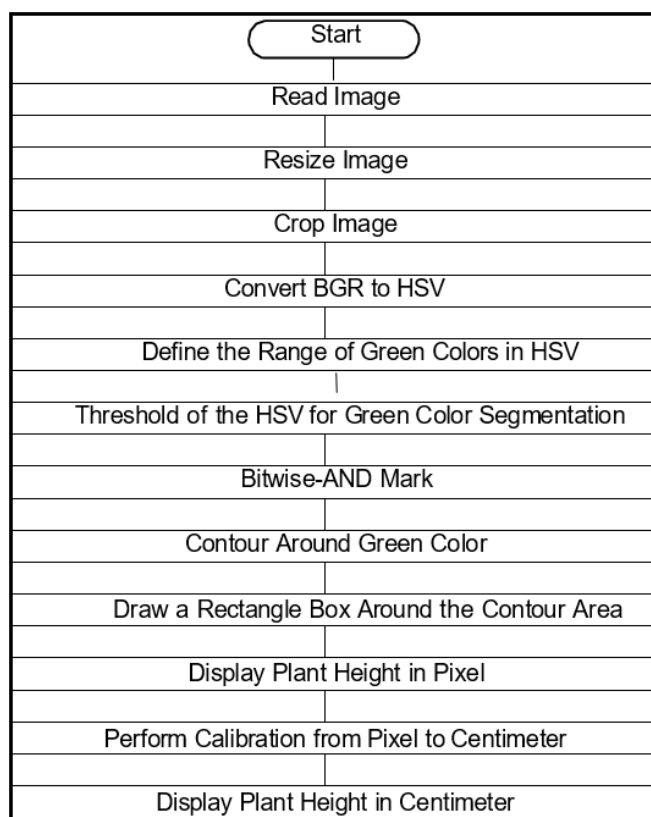 Start
Read Image
Resize Image
Crop Image
Convert BGR to HSV
Define the Range of Green Colors in HSV
Threshold of the HSV for Green Color Segmentation
Bitwise-AND Mark
Contour Around Green Color
Draw a Rectangle Box Around the Contour Area
Display Plant Height in Pixel
Perform Calibration from Pixel to Centimeter
Display Plant Height in Centimeter